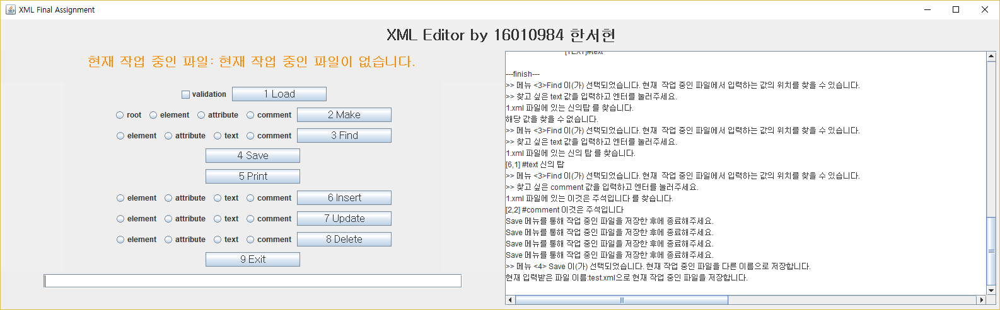 XML Final Assignment
XML Editor by 16010984 한서현
현재 작업 중인 파일: 현재 작업 중인 파일이 없습니다.
validation 1 Load
root element attribute comment 2 Make
element attribute text comment 3 Find
4 Save
5 Print
element attribute text comment 6 Insert
element attribute text comment 7 Update
element attribute text comment 8 Delete
9 Exit
[TEXT]#text
---finish---
>> 메뉴 <3>Find 이(가) 선택되었습니다. 현재  작업 중인 파일에서 입력하는 값의 위치를 찾을 수 있습니다.
>> 찾고 싶은 text 값을 입력하고 엔터를 눌러주세요.
1.xml 파일에 있는 신의탑 를 찾습니다.
해당 값을 찾을 수 없습니다.
>> 메뉴 <3>Find 이(가) 선택되었습니다. 현재  작업 중인 파일에서 입력하는 값의 위치를 찾을 수 있습니다.
>> 찾고 싶은 text 값을 입력하고 엔터를 눌러주세요.
1.xml 파일에 있는 신의 탑 를 찾습니다.
[6,1] #text 신의 탑
>> 메뉴 <3>Find 이(가) 선택되었습니다. 현재  작업 중인 파일에서 입력하는 값의 위치를 찾을 수 있습니다.
>> 찾고 싶은 comment 값을 입력하고 엔터를 눌러주세요.
1.xml 파일에 있는 이것은 주석입니다 를 찾습니다.
[2,2] #comment 이것은 주석입니다
Save 메뉴를 통해 작업 중인 파일을 저장한 후에 종료해주세요.
Save 메뉴를 통해 작업 중인 파일을 저장한 후에 종료해주세요.
Save 메뉴를 통해 작업 중인 파일을 저장한 후에 종료해주세요.
Save 메뉴를 통해 작업 중인 파일을 저장한 후에 종료해주세요.
>> 메뉴 <4> Save 이(가) 선택되었습니다. 현재 작업 중인 파일을 다른 이름으로 저장합니다.
현재 입력받은 파일 이름:test.xml으로 현재 작업 중인 파일을 저장합니다.